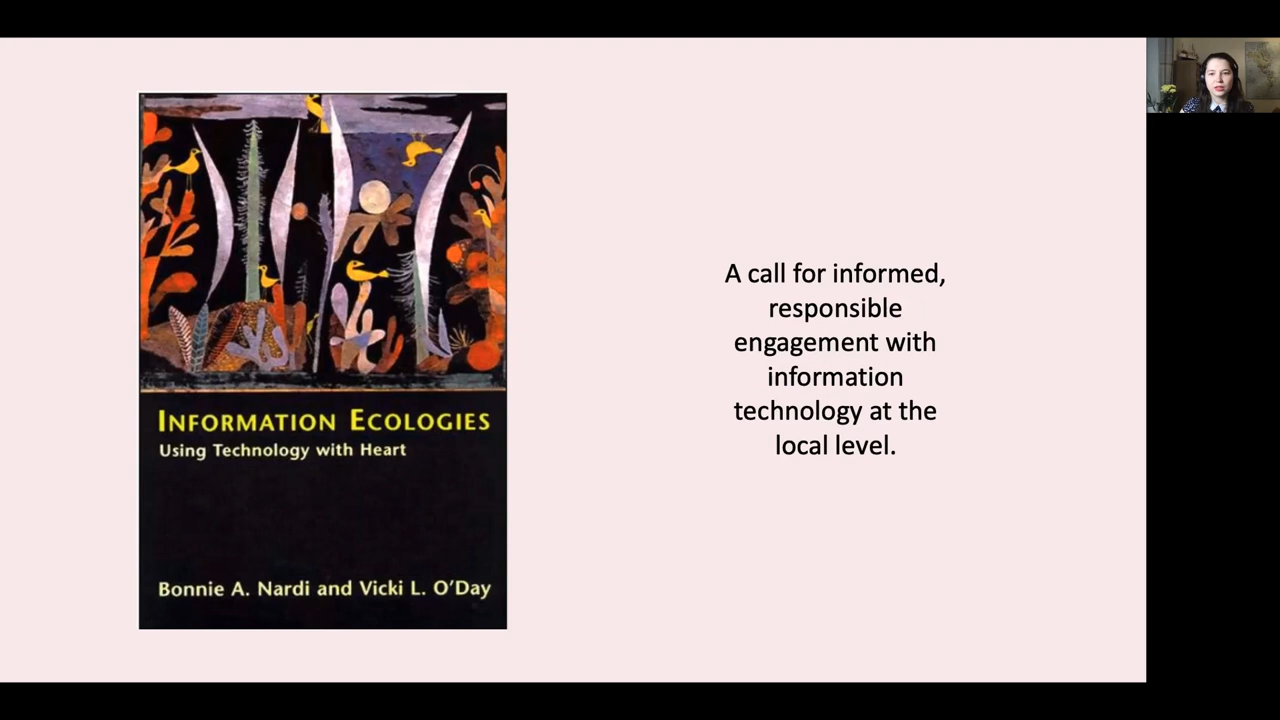 INFORMATION ECOLOGIES
Using Technology with Heart
Bonnie A. Nardi and Vicki L. O'Day
A call for informed,
responsible
engagement with
information
technology at the
local level.